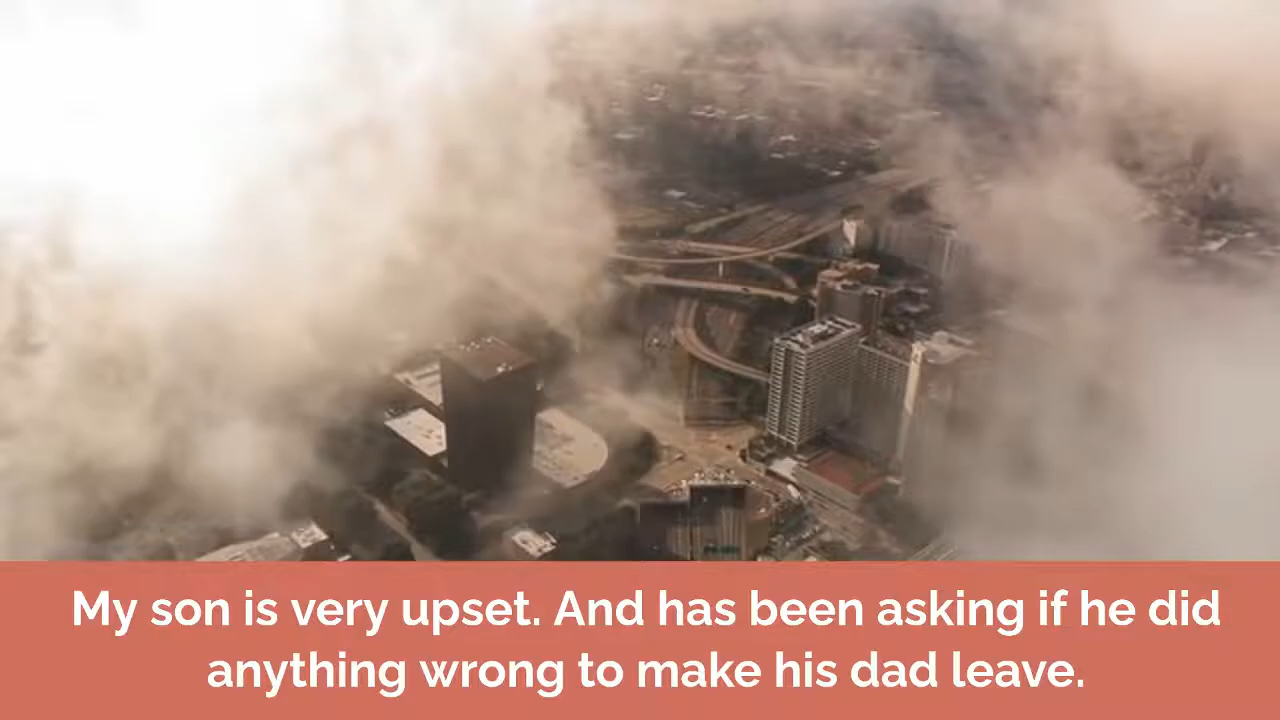 My son is very upset. And has been asking if he did
anything wrong to make his dad leave.